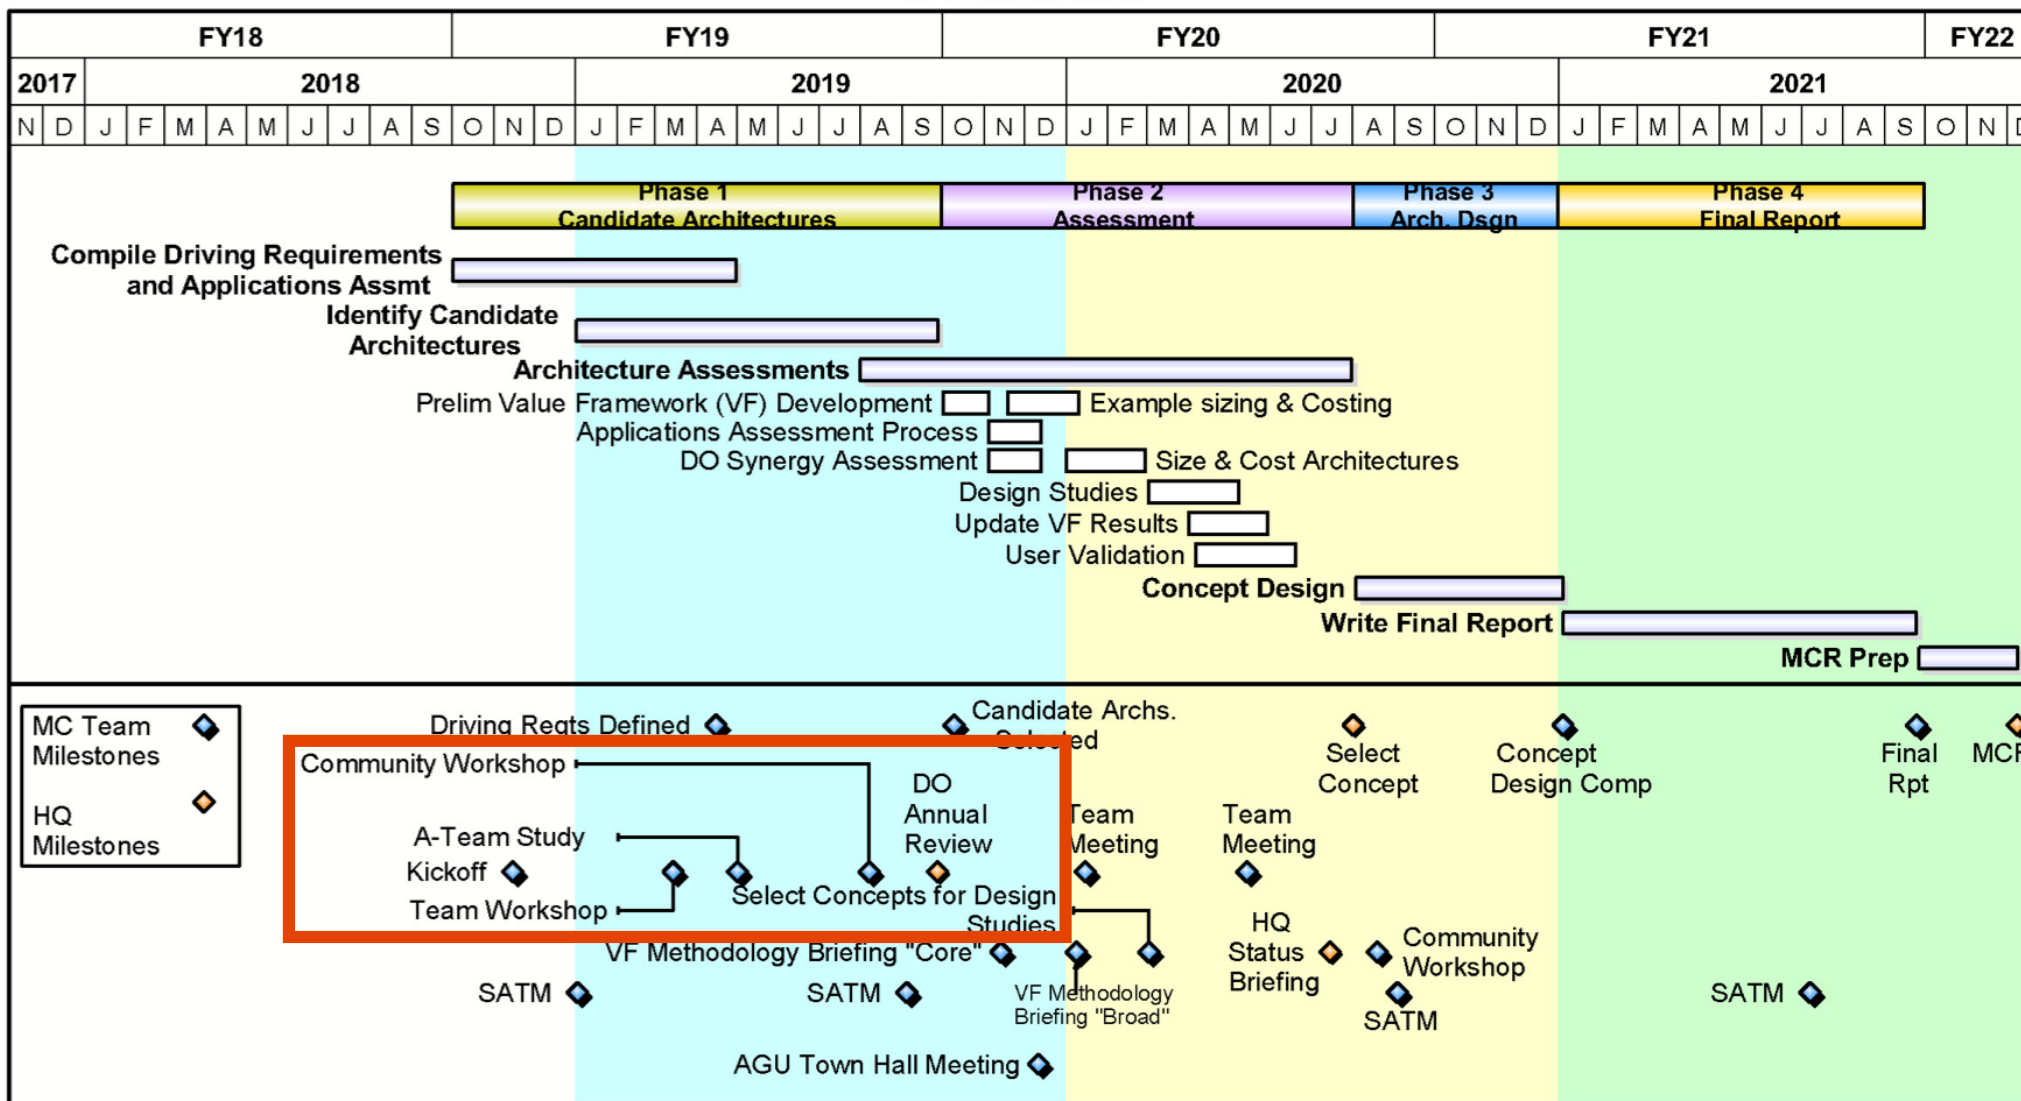 FY18 FY19 FY20 FY21 FY22
2017 2018 2019 2020 2021
N D J F M A M J J A S O N D J F M A M J J A S O N D J F M A M J J A S O N D J F M A M J J A S O N
Phase 1
Candidate Architectures
Phase 2
Assessment
Phase 3
Arch. Dsgn
Phase 4
Final Report
Compile Driving Requirements
and Applications Assmt
Identify Candidate
Architectures
Architecture Assessments
Prelim Value Framework (VF) Development
Example sizing & Costing
Applications Assessment Process
DO Synergy Assessment
Size & Cost Architectures
Design Studies
Update VF Results
User Validation
Concept Design
Write Final Report
MCR Prep
MC Team
Milestones
HQ
Milestones
Driving Reqts Defined
Candidate Archs.
Selected
Select
Concept
Concept
Design Comp
Final
Rpt
Community Workshop
DO
Annual
Review
A-Team Study
Kickoff
Team Workshop
Select Concepts for Design
Studies
Team
Meeting
Team
Meeting
VF Methodology Briefing "Core"
HQ
Status
Briefing
Community
Workshop
SATM
SATM
VF Methodology
Briefing "Broad"
SATM
SATM
AGU Town Hall Meeting